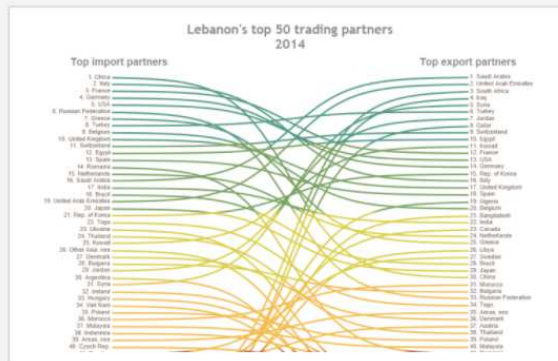 Lebanon's top 50 trading partners
2014
Top import partners
Top export partners
1. China
2. Italy
3. France
4. Germany
5. USA
6. Russian Federation
7. Greece
8. Turkey
9. Belgium
10. United Kingdom
11. Switzerland
12. Egypt
13. Spain
14. Romania
15. Netherlands
16. Saudi Arabia
17. India
18. Brazil
19. United Arab Emirates
20. Japan
21. Rep. of Korea
22. Togo
23. Ukraine
24. Thailand
25. Kuwait
26. Other Asia, nes
27. Denmark
28. Bulgaria
29. Jordan
30. Argentina
31. Syria
32. Ireland
33. Hungary
34. Viet Nam
35. Poland
36. Morocco
37. Malaysia
38. Indonesia
39. Areas, nes
40. Czech Rep.
1. Saudi Arabia
2. United Arab Emirates
3. South Africa
4. Iraq
5. Syria
6. Turkey
7. Jordan
8. Qatar
9. Switzerland
10. Egypt
11. Kuwait
12. France
13. USA
14. Germany
15. Rep. of Korea
16. Italy
17. United Kingdom
18. Spain
19. Algeria
20. Belgium
21. Bangladesh
22. India
23. Canada
24. Netherlands
25. Greece
26. Libya
27. Sweden
28. Brazil
29. Japan
30. China
31. Morocco
32. Bulgaria
33. Russian Federation
34. Togo
35. Areas, nes
36. Denmark
37. Austria
38. Thailand
39. Poland
40. Malaysia